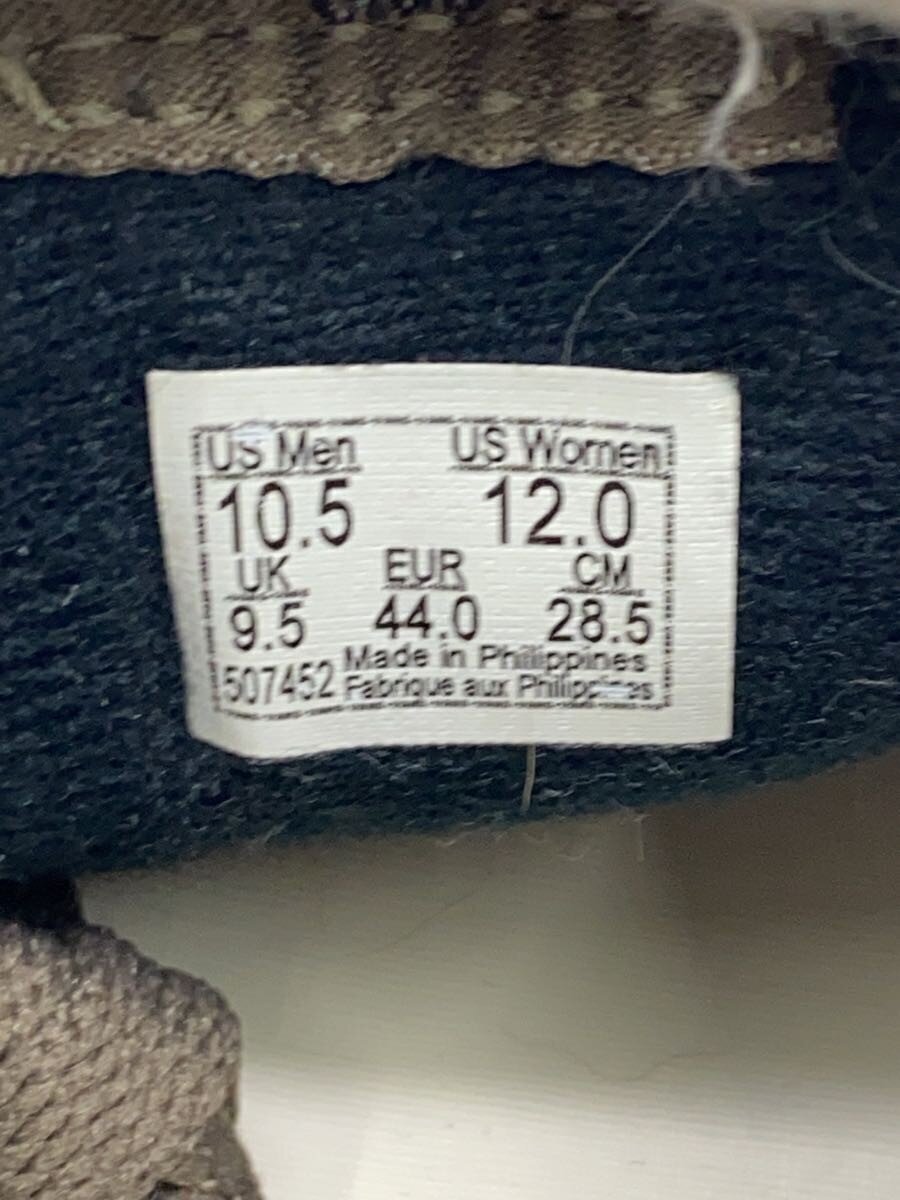 US Men US Women
10.5 12.0
UK EUR CM
9.5 44.0 28.5
507452 Made in Philippines
Fabrique aux Philippines